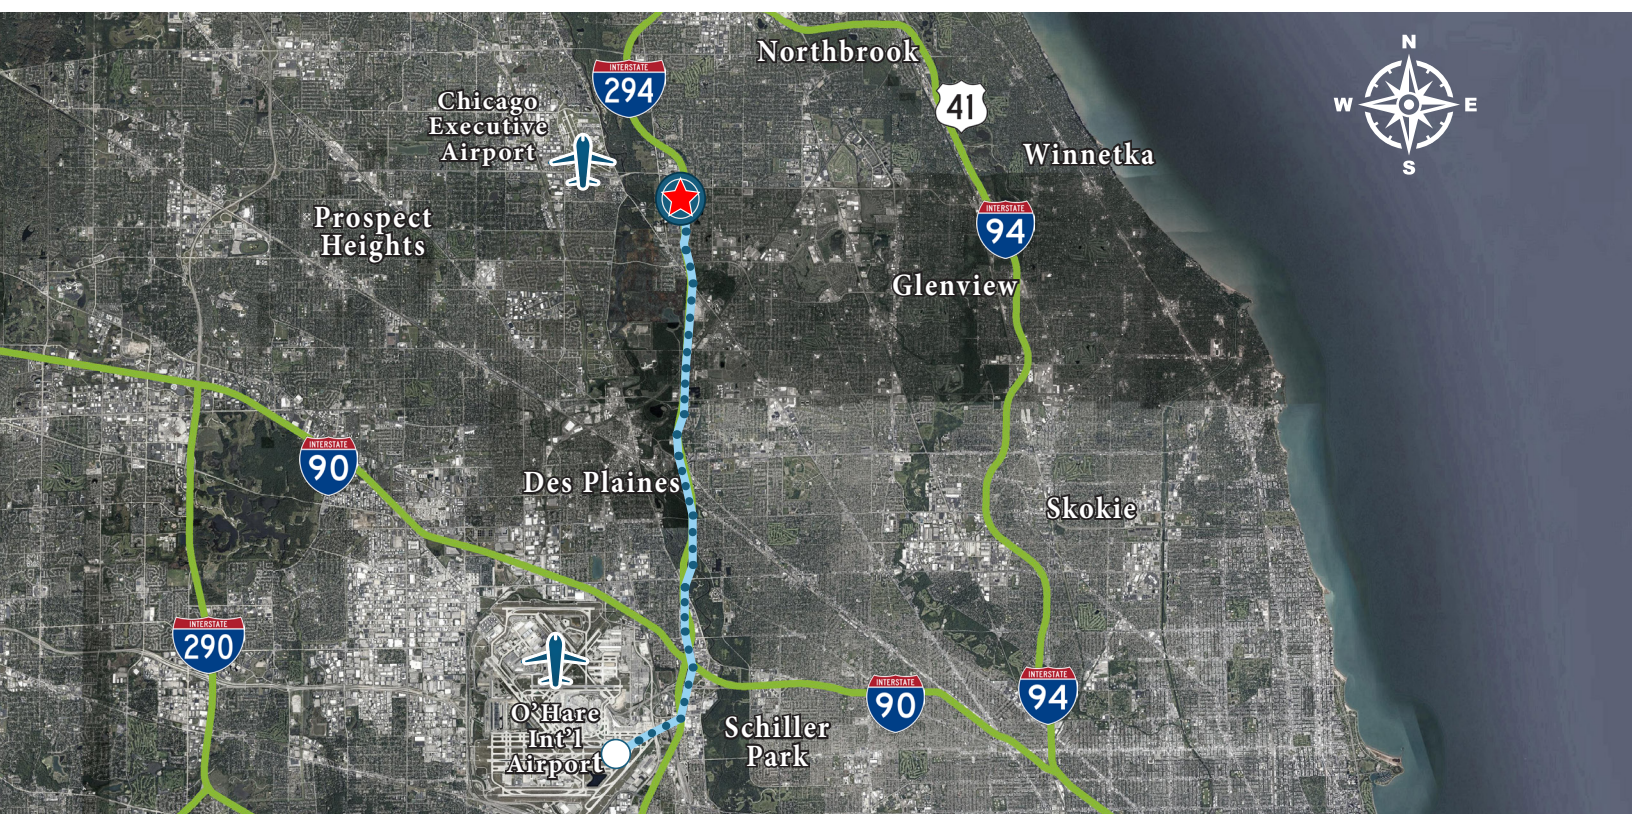 Northbrook
N
W
E
S
INTERSTATE
294
Chicago
Executive
Airport
41
Winnetka
Prospect
Heights
INTERSTATE
94
Glenview
INTERSTATE
90
Des Plaines
Skokie
INTERSTATE
290
O'Hare
Int'l
Airport
INTERSTATE
90
INTERSTATE
94
Schiller
Park